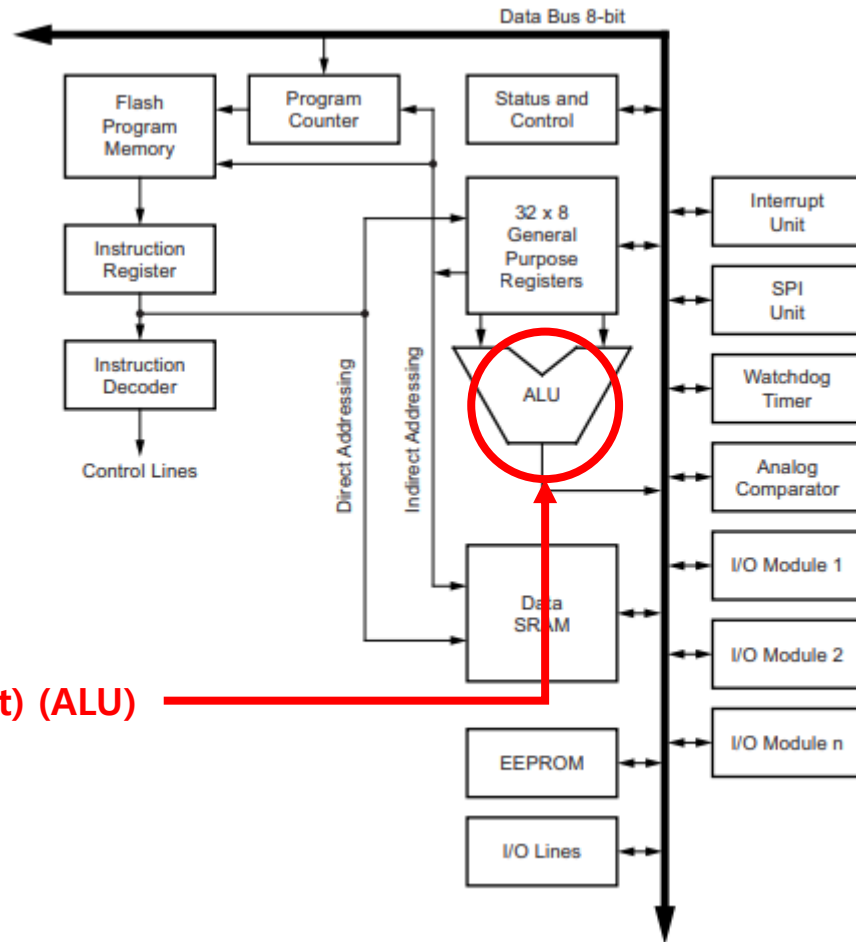 Data Bus 8-bit
Flash
Program
Memory
Program
Counter
Status and
Control
32 x 8
General
Purpose
Registers
Interrupt
Unit
Instruction
Register
SPI
Unit
Instruction
Decoder
ALU
Watchdog
Timer
Control Lines
Direct Addressing
Indirect Addressing
Analog
Comparator
I/O Module 1
Data
SRAM
I/O Module 2
t) (ALU)
I/O Module n
EEPROM
I/O Lines